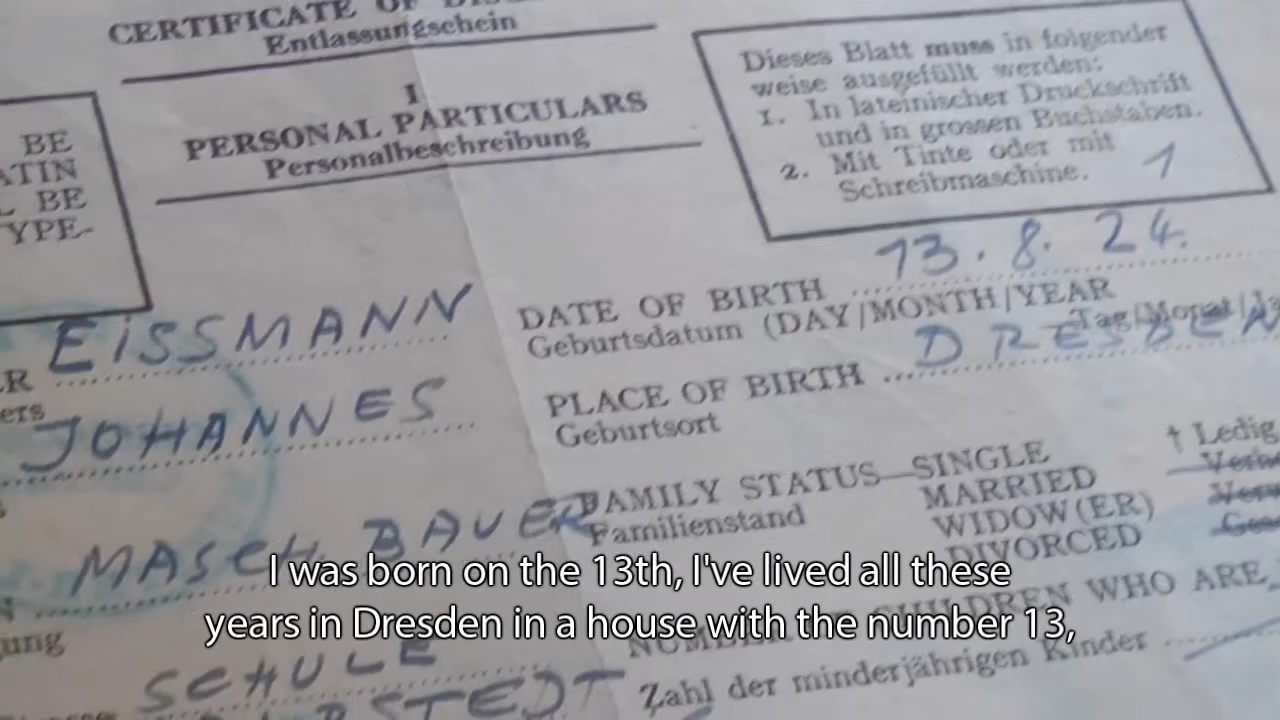 CERTIFICATE OF
Entlassungschein
I
PERSONAL PARTICULARS
Personalbeschreibung
BE
BE
Dieses Blatt muss in folgender
weise ausgefüllt werden:
1. In lateinischer Druckschrift
und in grossen Buchstaben.
2. Mit Tinte oder mit
Schreibmaschine.
1
EISSMANN
JOHANNES
MASCH. BAUER
SCHULE
13.8.24.
DATE OF BIRTH
Geburtsdatum (DAY/MONTH/YEAR
Tag/Monat/
DRESDEN
PLACE OF BIRTH
Geburtsort
FAMILY STATUS—SINGLE
† Ledig
Familienstand
MARRIED
WIDOW(ER)
DIVORCED
CHILDREN WHO ARE
Zahl der minderjährigen Kinder
I was born on the 13th, I've lived all these
years in Dresden in a house with the number 13,